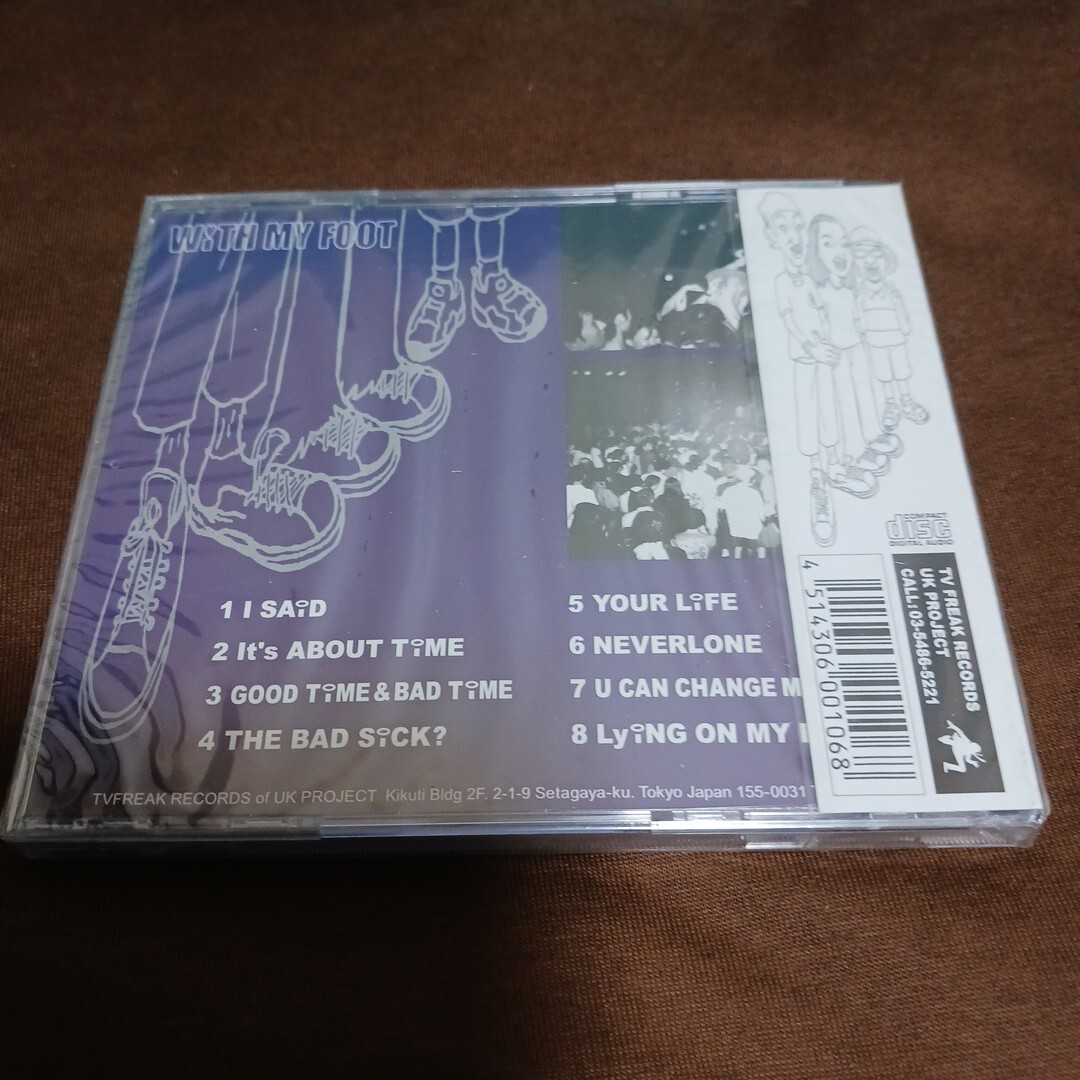 WiTH MY FOOT
1 I SAiD
2 It's ABOUT TiME
3 GOOD TiME & BAD TiME
4 THE BAD SiCK?
5 YOUR LiFE
6 NEVERLONE
7 U CAN CHANGE
8 LyiNG ON MY
TVFREAK RECORDS of UK PROJECT Kikuti Bldg 2F. 2-1-9 Setagaya-ku. Tokyo Japan 155-0031
COMPACT
disc
DIGITAL AUDIO
4 514306 001068
TV FREAK RECORDS
UK PROJECT
CALL:03-5486-5221